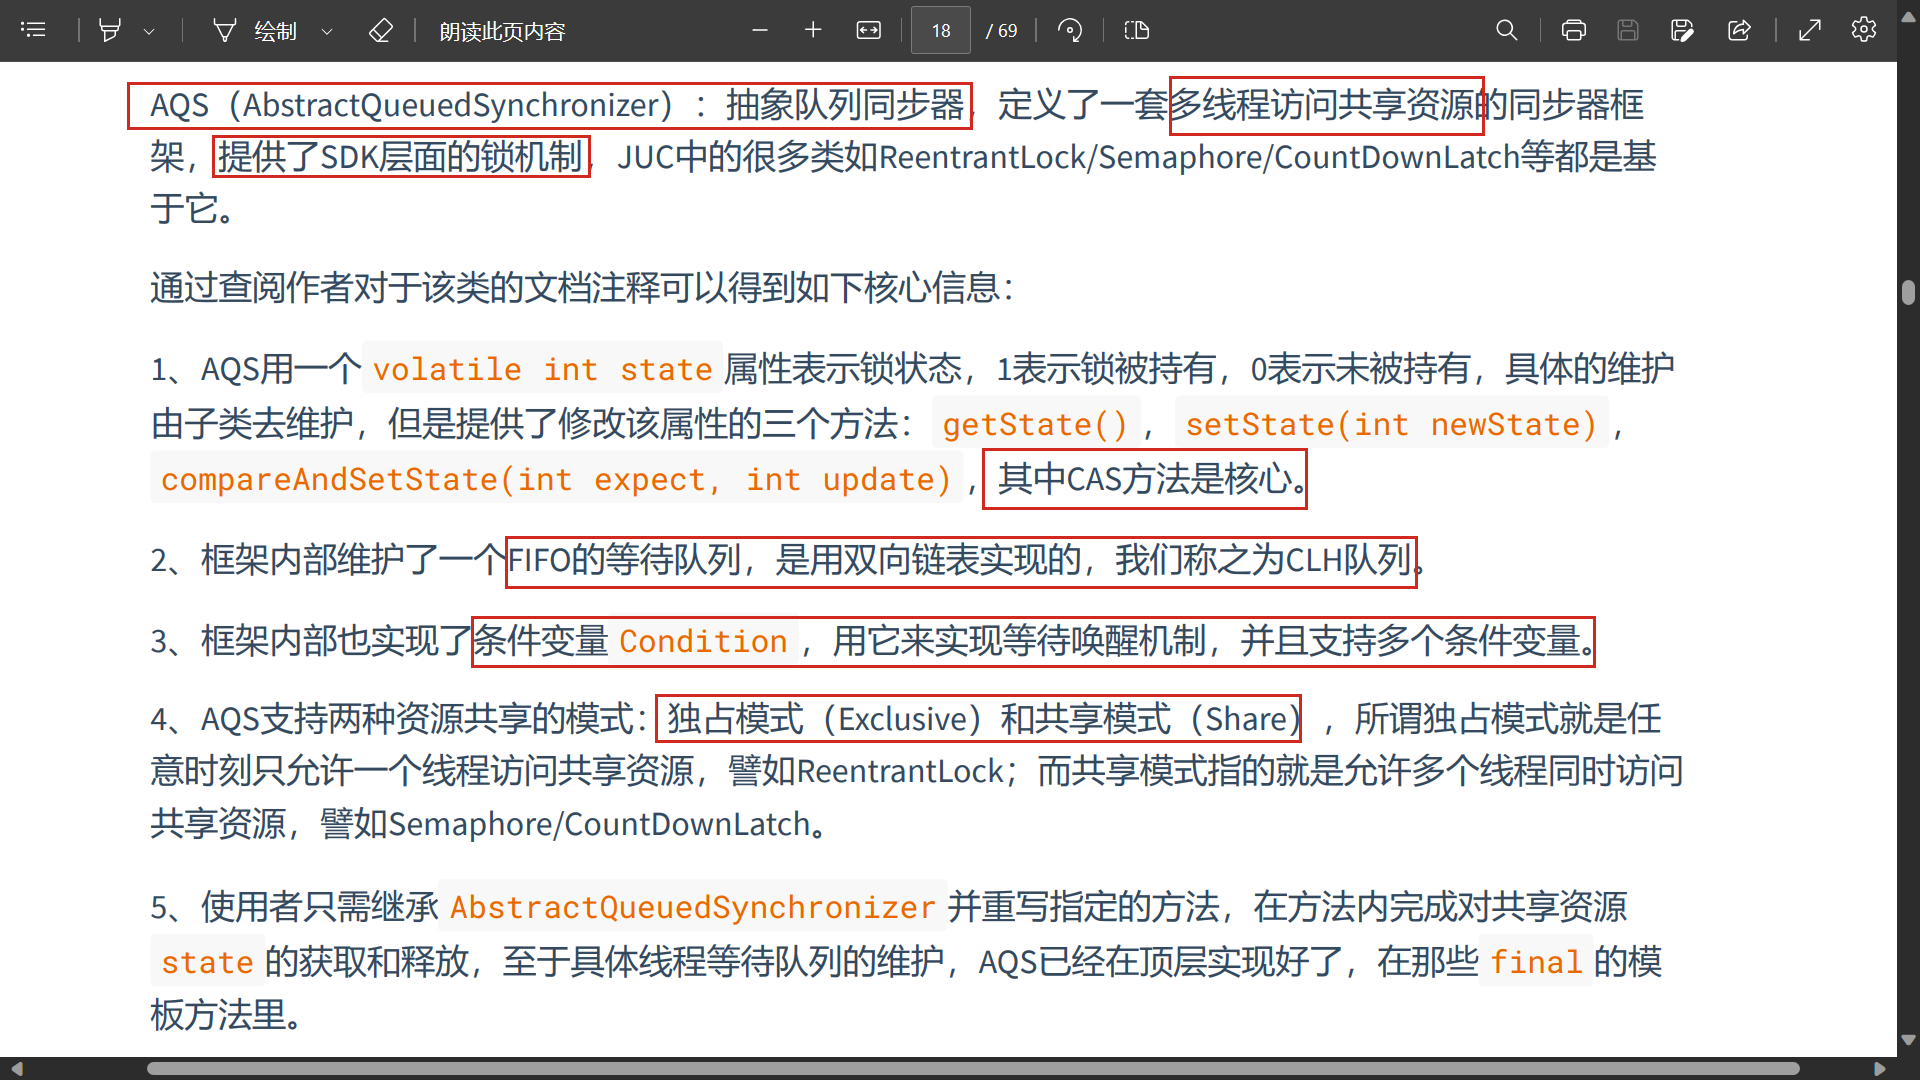 绘制 朗读此页内容 18 / 69
AQS（AbstractQueuedSynchronizer）：抽象队列同步器，定义了一套多线程访问共享资源的同步器框
架，提供了SDK层面的锁机制，JUC中的很多类如ReentrantLock/Semaphore/CountDownLatch等都是基
于它。
通过查阅作者对于该类的文档注释可以得到如下核心信息：
1、AQS用一个 volatile int state 属性表示锁状态，1表示锁被持有，0表示未被持有，具体的维护
由子类去维护，但是提供了修改该属性的三个方法： getState() ， setState(int newState) ，
compareAndSetState(int expect, int update) ，其中CAS方法是核心。
2、框架内部维护了一个FIFO的等待队列，是用双向链表实现的，我们称之为CLH队列。
3、框架内部也实现了条件变量 Condition ，用它来实现等待唤醒机制，并且支持多个条件变量。
4、AQS支持两种资源共享的模式：独占模式（Exclusive）和共享模式（Share），所谓独占模式就是任
意时刻只允许一个线程访问共享资源，譬如ReentrantLock；而共享模式指的就是允许多个线程同时访问
共享资源，譬如Semaphore/CountDownLatch。
5、使用者只需继承 AbstractQueuedSynchronizer 并重写指定的方法，在方法内完成对共享资源
state 的获取和释放，至于具体线程等待队列的维护，AQS已经在顶层实现好了，在那些 final 的模
板方法里。